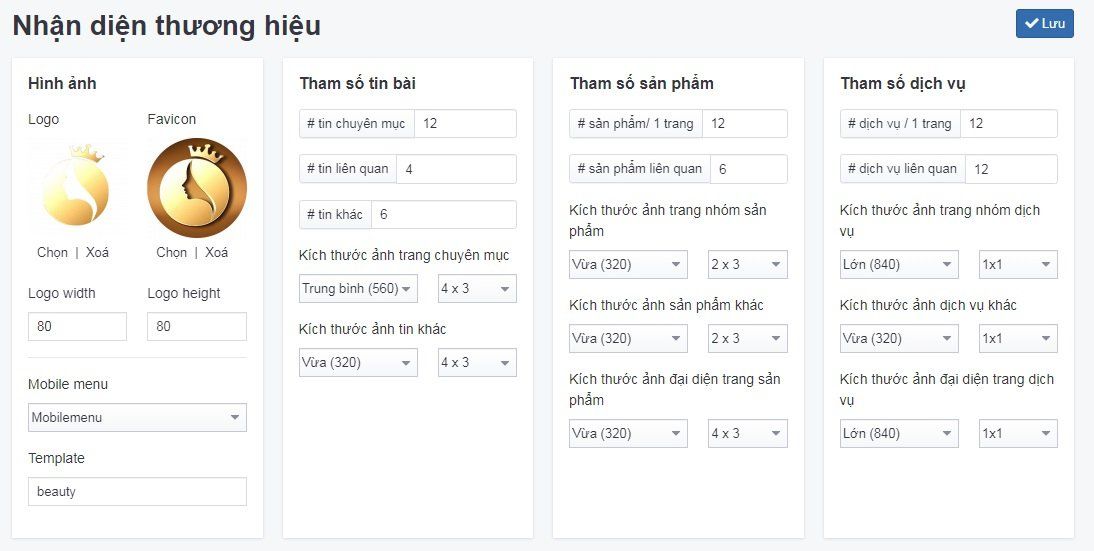 Nhận diện thương hiệu
Lưu
Hình ảnh
Logo Favicon
Chọn | Xoá Chọn | Xoá
Logo width Logo height
80 80
Mobile menu
Mobilemenu
Template
beauty
Tham số tin bài
# tin chuyên mục 12
# tin liên quan 4
# tin khác 6
Kích thước ảnh trang chuyên mục
Trung bình (560) 4 x 3
Kích thước ảnh tin khác
Vừa (320) 4 x 3
Tham số sản phẩm
# sản phẩm/ 1 trang 12
# sản phẩm liên quan 6
Kích thước ảnh trang nhóm sản
phẩm
Vừa (320) 2 x 3
Kích thước ảnh sản phẩm khác
Vừa (320) 2 x 3
Kích thước ảnh đại diện trang sản
phẩm
Vừa (320) 4 x 3
Tham số dịch vụ
# dịch vụ / 1 trang 12
# dịch vụ liên quan 12
Kích thước ảnh trang nhóm dịch
vụ
Lớn (840) 1x1
Kích thước ảnh dịch vụ khác
Vừa (320) 1x1
Kích thước ảnh đại diện trang dịch
vụ
Lớn (840) 1x1